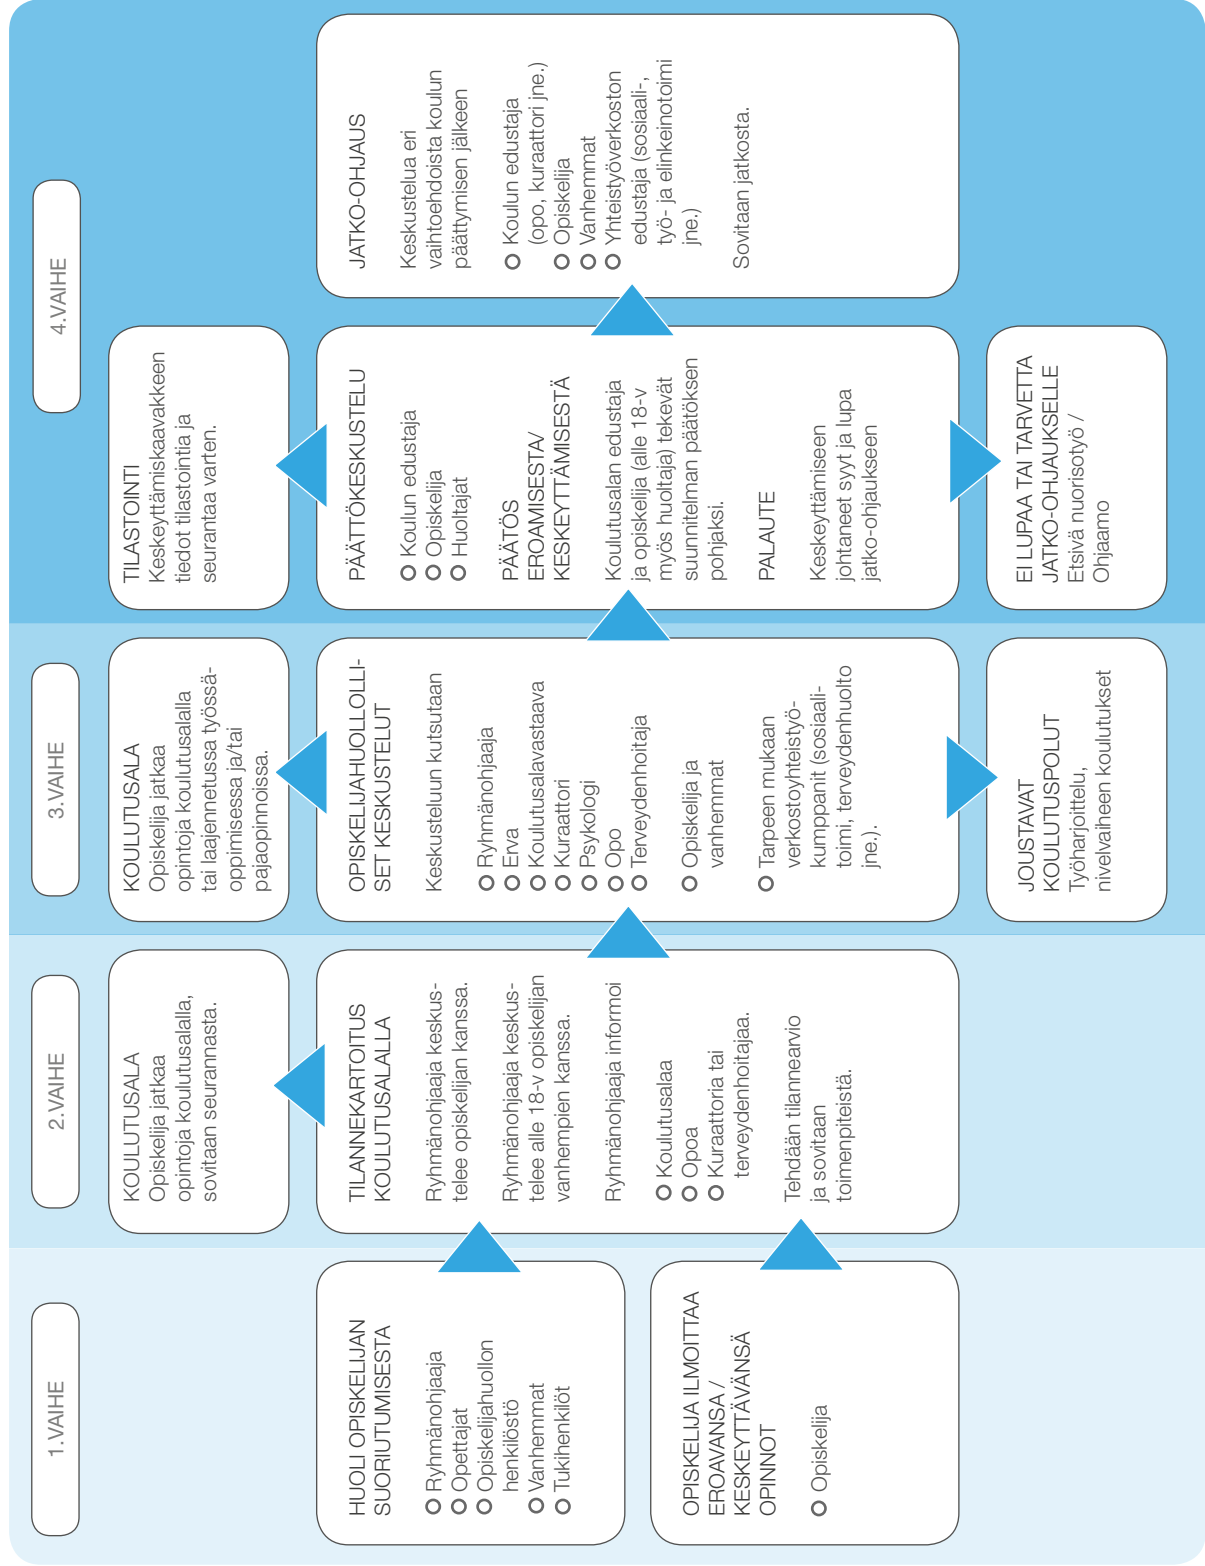 1.VAIHE
HUOLI OPISKELIJAN
SUORIUTUMISESTA
Ryhmänohjaaja
Opettajat
Opiskelijahuollon
henkilöstö
Vanhemmat
Tukihenkilöt
OPISKELIJA ILMOITTAA
EROAVANSA /
KESKEYTTÄVÄNSÄ
OPINNOT
Opiskelija
2.VAIHE
KOULUTUSALA
Opiskelija jatkaa
opintoja koulutusalalla,
sovitaan seurannasta.
TILANNEKARTOITUS
KOULUTUSALALLA
Ryhmänohjaaja keskus-
telee opiskelijan kanssa.
Ryhmänohjaaja keskus-
telee alle 18-v opiskelijan
vanhempien kanssa.
Ryhmänohjaaja informoi
Koulutusalaa
Opoa
Kuraattoria tai
terveydenhoitajaa.
Tehdään tilannearvio
ja sovitaan
toimenpiteistä.
3.VAIHE
KOULUTUSALA
Opiskelija jatkaa
opintoja koulutusalalla
tai laajennetussa työssä-
oppimisessa ja/tai
pajaopinnoissa.
OPISKELIJAHUOLLOLLI-
SET KESKUSTELUT
Keskusteluun kutsutaan
Ryhmänohjaaja
Erva
Koulutusalavastaava
Kuraattori
Psykologi
Opo
Terveydenhoitaja
Opiskelija ja
vanhemmat
Tarpeen mukaan
verkostoyhteistyö-
kumppanit (sosiaali-
toimi, terveydenhuolto
jne.).
JOUSTAVAT
KOULUTUSPOLUT
Työharjoittelu,
nivelvaiheen koulutukset
4.VAIHE
TILASTOINTI
Keskeyttämiskaavakkeen
tiedot tilastointia ja
seurantaa varten.
PÄÄTTÖKESKUSTELU
Koulun edustaja
Opiskelija
Huoltajat
PÄÄTÖS
EROAMISESTA/
KESKEYTTÄMISESTÄ
Koulutusalan edustaja
ja opiskelija (alle 18-v
myös huoltaja) tekevät
suunnitelman päätöksen
pohjaksi.
PALAUTE
Keskeyttämiseen
johtaneet syyt ja lupa
jatko-ohjaukseen
EI LUPAA TAI TARVETTA
JATKO-OHJAUKSELLE
Etsivä nuorisotyö /
Ohjaamo
JATKO-OHJAUS
Keskustelua eri
vaihtoehdoista koulun
päättymisen jälkeen
Koulun edustaja
(opo, kuraattori jne.)
Opiskelija
Vanhemmat
Yhteistyöverkoston
edustaja (sosiaali-,
työ- ja elinkeinotoimi
jne.)
Sovitaan jatkosta.